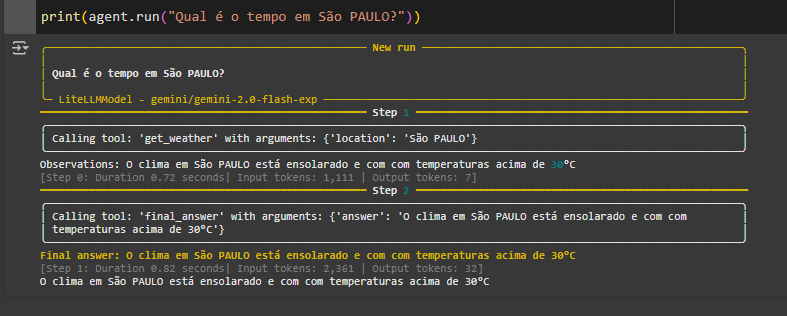 print(agent.run("Qual é o tempo em São PAULO?"))
New run
Qual é o tempo em São PAULO?
LiteLLMModel - gemini/gemini-2.0-flash-exp
Step 1
Calling tool: 'get_weather' with arguments: {'location': 'São PAULO'}
Observations: O clima em São PAULO está ensolarado e com com temperaturas acima de 30°C
[Step 0: Duration 0.72 seconds| Input tokens: 1,111 | Output tokens: 7]
Step 2
Calling tool: 'final_answer' with arguments: {'answer': 'O clima em São PAULO está ensolarado e com com
temperaturas acima de 30°C'}
Final answer: O clima em São PAULO está ensolarado e com com temperaturas acima de 30°C
[Step 1: Duration 0.82 seconds| Input tokens: 2,361 | Output tokens: 32]
O clima em São PAULO está ensolarado e com com temperaturas acima de 30°C